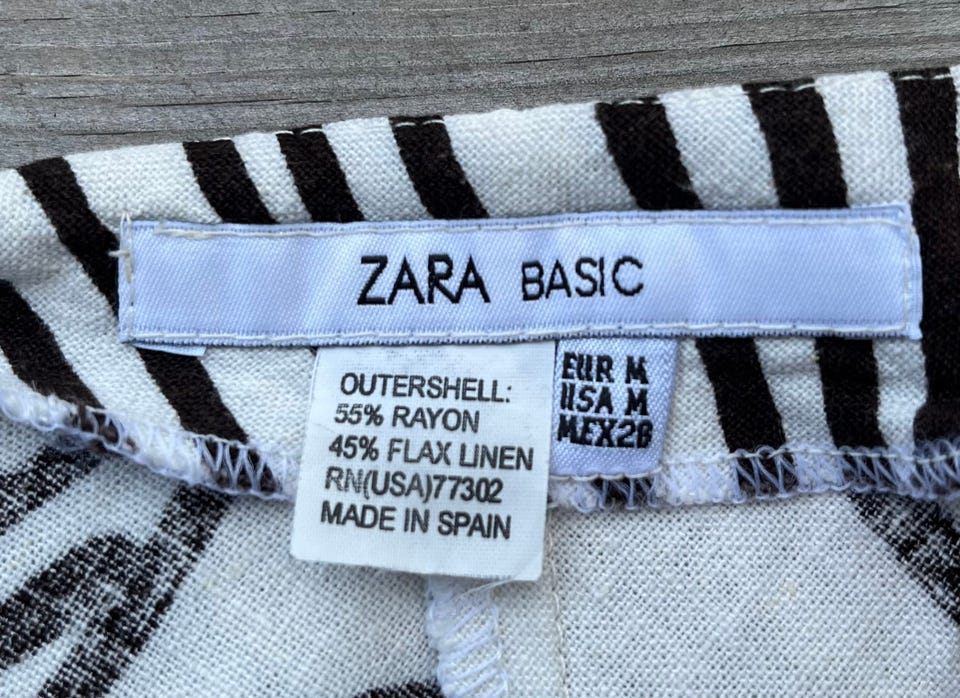 ZARA BASIC
OUTERSHELL:
55% RAYON
45% FLAX LINEN
RN(USA)77302
MADE IN SPAIN
EUR M
USA M
MEX28